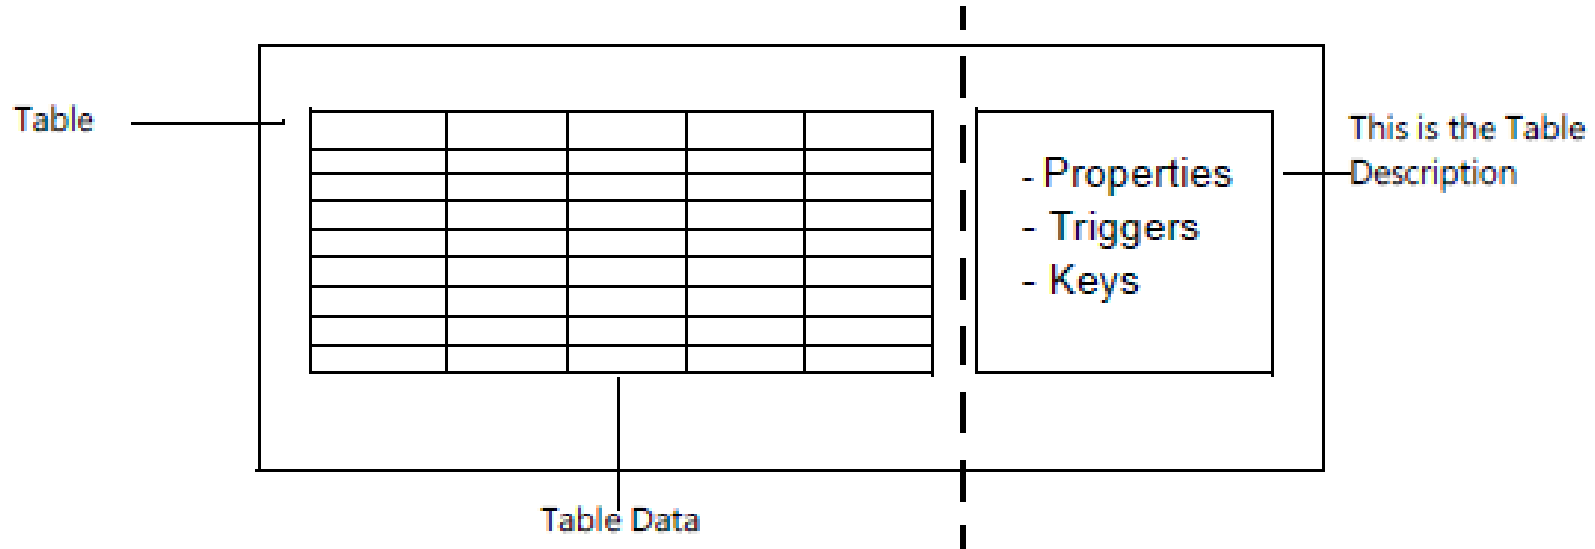 Table
- Properties
- Triggers
- Keys
This is the Table
Description
Table Data